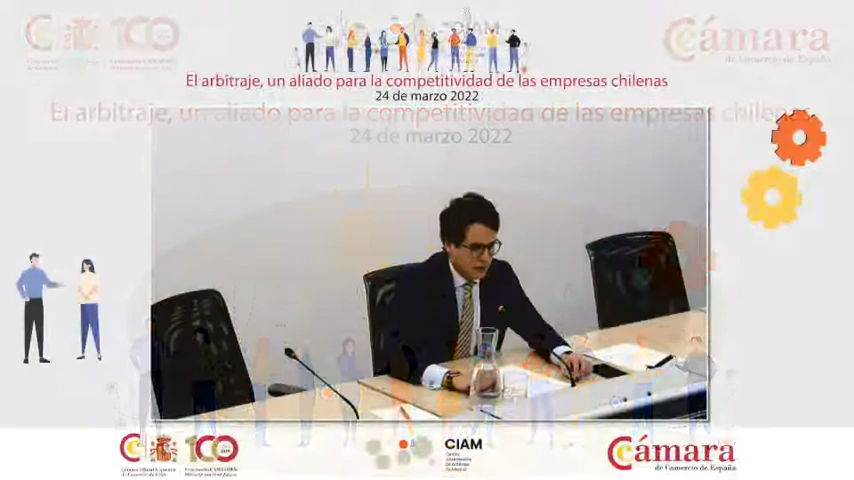 CIAM
Cámara
de Comercio de España
El arbitraje, un aliado para la competitividad de las empresas chilenas
24 de marzo 2022
El arbitraje, un aliado para la competitividad de las empresas chilenas
24 de marzo 2022
100
CIAM
Cámara
de Comercio de España